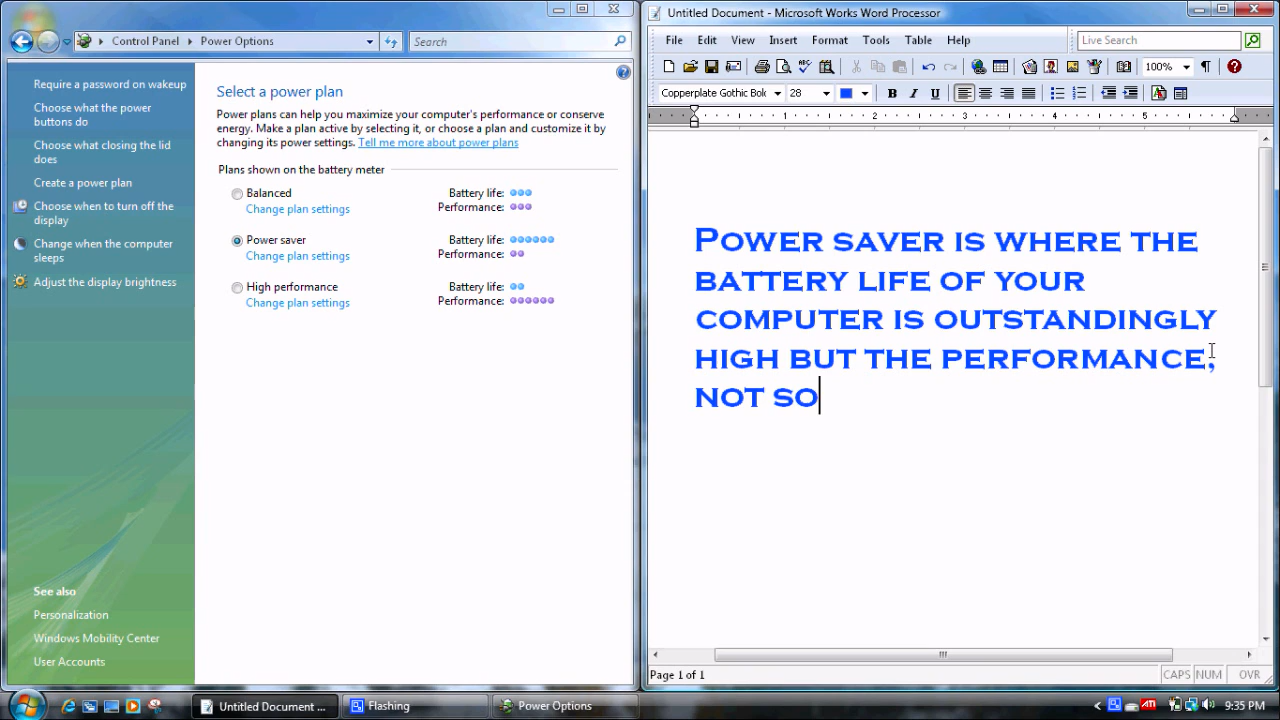 Control Panel
Power Options
Search
Require a password on wakeup
Choose what the power
buttons do
Choose what closing the lid
does
Create a power plan
Choose when to turn off the
display
Change when the computer
sleeps
Adjust the display brightness
See also
Personalization
Windows Mobility Center
User Accounts
Select a power plan
Power plans can help you maximize your computer's performance or conserve
energy. Make a plan active by selecting it, or choose a plan and customize it by
changing its power settings. Tell me more about power plans
Plans shown on the battery meter
Balanced Battery life:
Change plan settings Performance:
Power saver Battery life:
Change plan settings Performance:
High performance Battery life:
Change plan settings Performance:
Untitled Document - Microsoft Works Word Processor
File Edit View Insert Format Tools Table Help
Live Search
100%
Copperplate Gothic Bok 28 B I U
1 2 3 4 5
Power saver is where the
battery life of your
computer is outstandingly
high but the performance,
not so
Page 1 of 1
CAPS NUM OVR
Untitled Document ...
Flashing
Power Options
ATI
9:35 PM